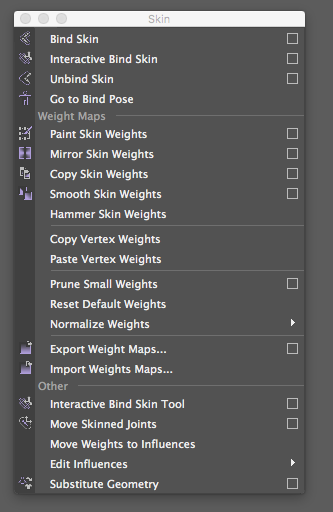 Skin
Bind Skin
Interactive Bind Skin
Unbind Skin
Go to Bind Pose
Weight Maps
Paint Skin Weights
Mirror Skin Weights
Copy Skin Weights
Smooth Skin Weights
Hammer Skin Weights
Copy Vertex Weights
Paste Vertex Weights
Prune Small Weights
Reset Default Weights
Normalize Weights
Export Weight Maps...
Import Weights Maps...
Other
Interactive Bind Skin Tool
Move Skinned Joints
Move Weights to Influences
Edit Influences
Substitute Geometry